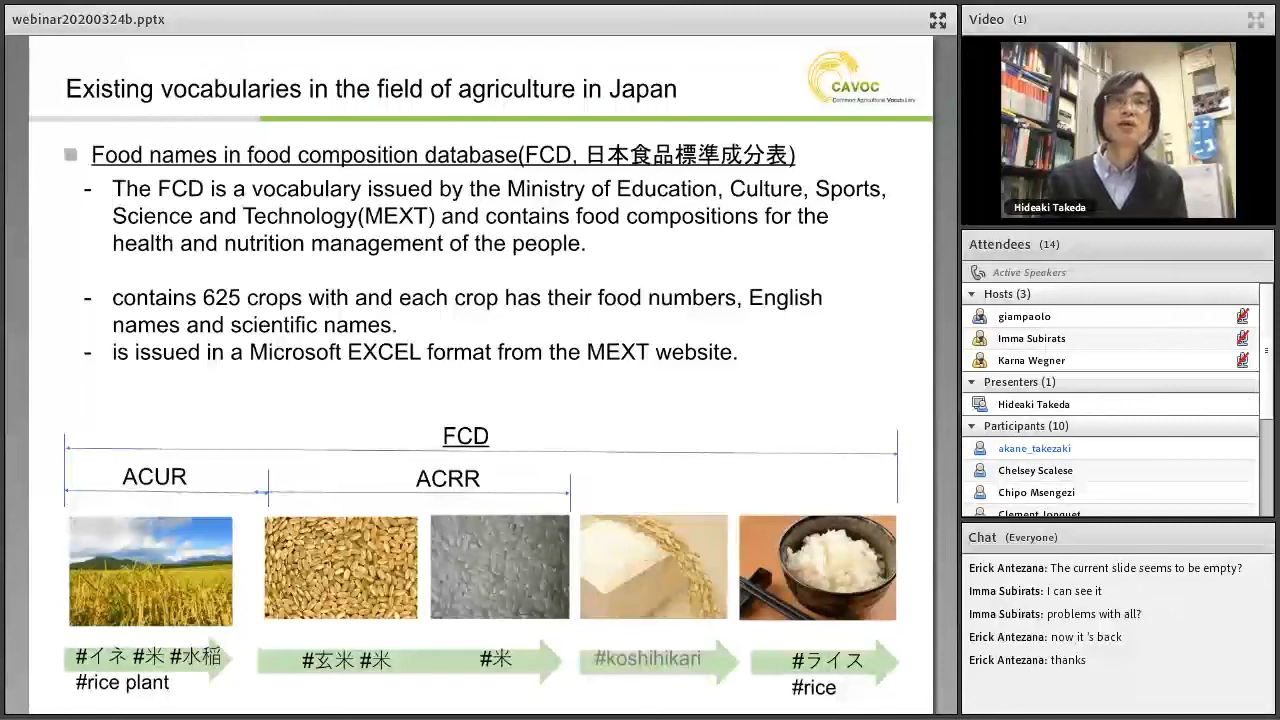 webinar20200324b.pptx
Existing vocabularies in the field of agriculture in Japan
CAVOC
Common Agricultural Vocabulary
Food names in food composition database(FCD, 日本食品標準成分表)
- The FCD is a vocabulary issued by the Ministry of Education, Culture, Sports,
Science and Technology(MEXT) and contains food compositions for the
health and nutrition management of the people.
- contains 625 crops with and each crop has their food numbers, English
names and scientific names.
- is issued in a Microsoft EXCEL format from the MEXT website.
FCD
ACUR
ACRR
#イネ #米 #水稲
#rice plant
#玄米 #米
#米
#koshihikari
#ライス
#rice
Video (1)
Hideaki Takeda
Attendees (14)
Active Speakers
Hosts (3)
giampaolo
Imma Subirats
Karna Wegner
Presenters (1)
Hideaki Takeda
Participants (10)
akane_takezaki
Chelsey Scalese
Chipo Msengezi
Clement Jonquet
Chat (Everyone)
Erick Antezana: The current slide seems to be empty?
Imma Subirats: I can see it
Imma Subirats: problems with all?
Erick Antezana: now it 's back
Erick Antezana: thanks